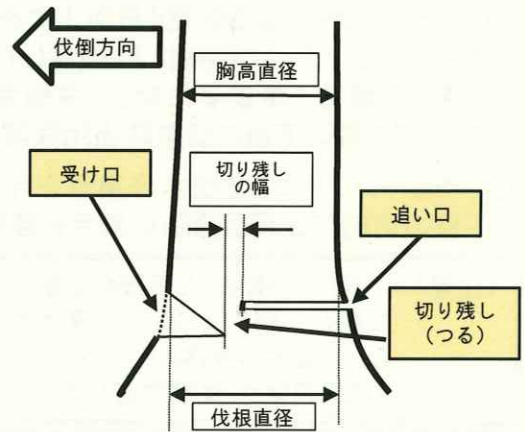 伐倒方向
胸高直径
切り残し
の幅
受け口
追い口
切り残し
（つる）
伐根直径